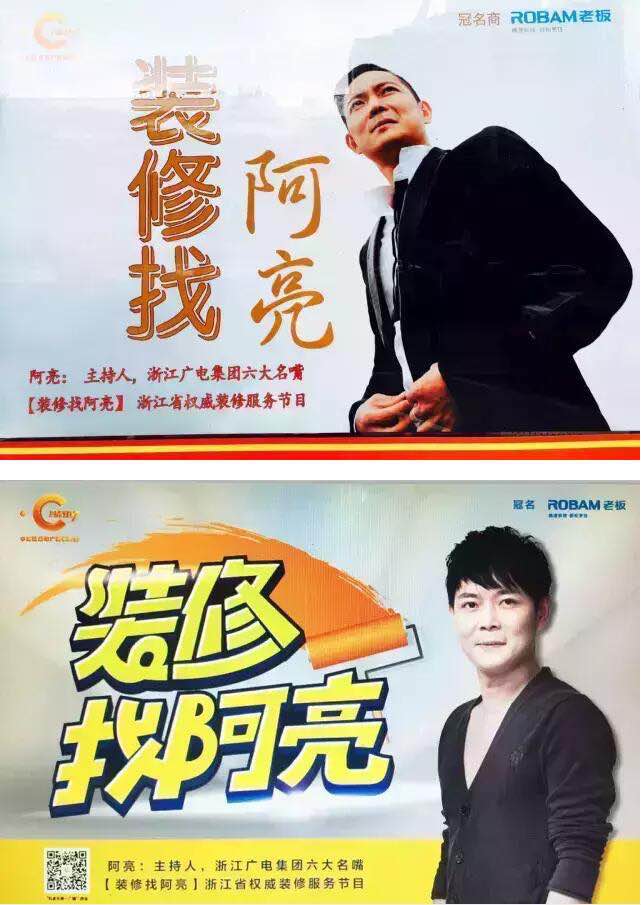 冠名商 ROBAM老板
装修找
阿亮
阿亮： 主持人，浙江广电集团六大名嘴
【装修找阿亮】 浙江省权威装修服务节目
冠名 ROBAM老板
装修
找阿亮
阿亮：主持人，浙江广电集团六大名嘴
【装修找阿亮】浙江省权威装修服务节目